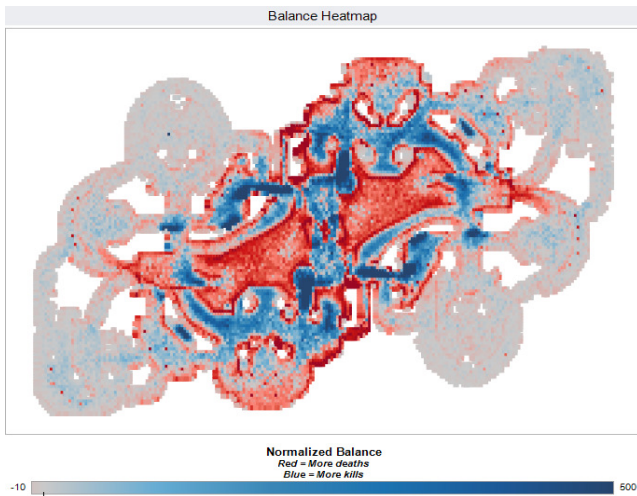 Balance Heatmap
Normalized Balance
Red = More deaths
Blue = More kills
-10 500